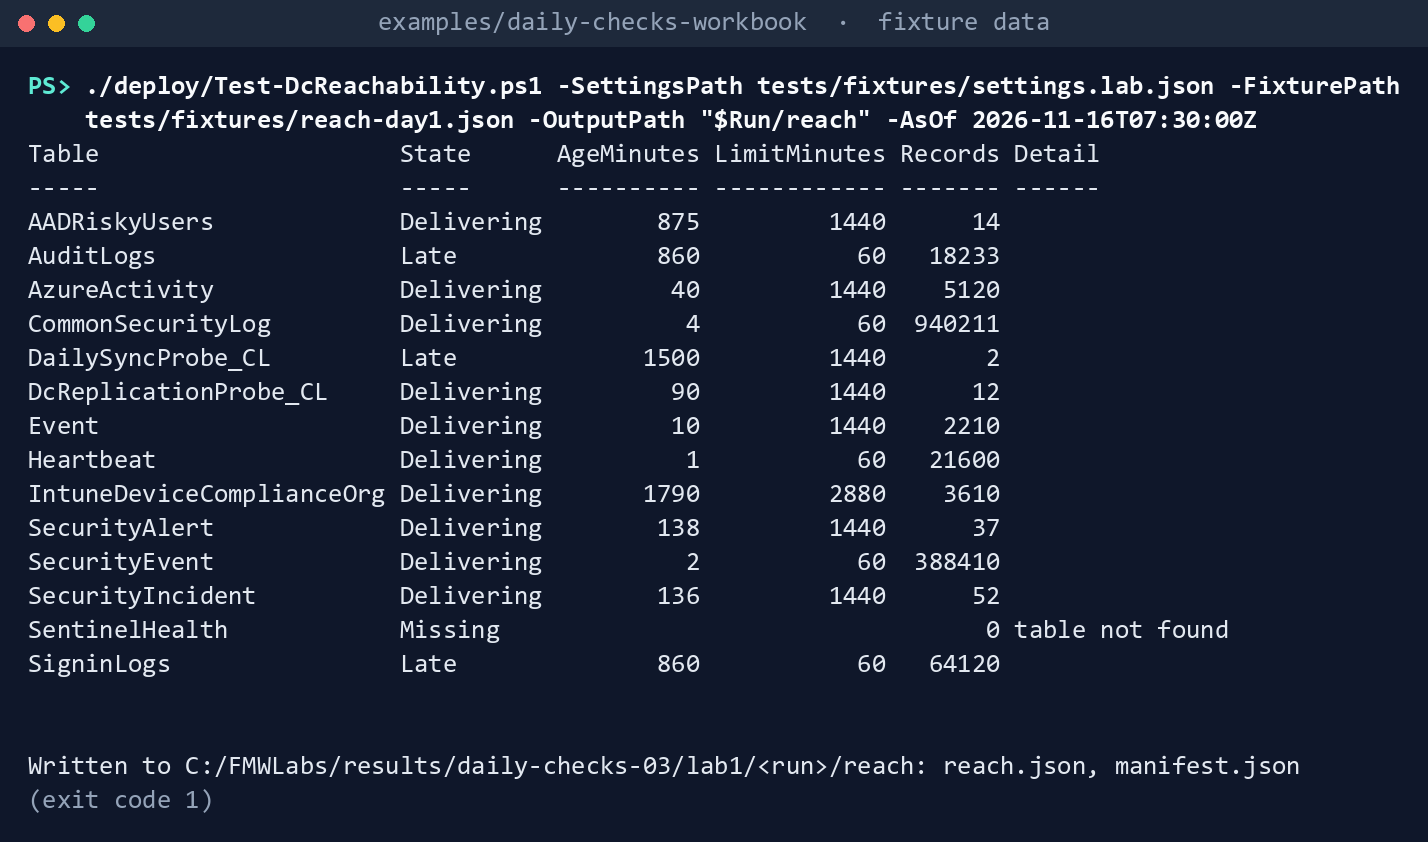 examples/daily-checks-workbook · fixture data
PS> ./deploy/Test-DcReachability.ps1 -SettingsPath tests/fixtures/settings.lab.json -FixturePath
tests/fixtures/reach-day1.json -OutputPath "$Run/reach" -AsOf 2026-11-16T07:30:00Z
Table State AgeMinutes LimitMinutes Records Detail
----- ----- ---------- ------------ ------- ------
AADRiskyUsers Delivering 875 1440 14
AuditLogs Late 860 60 18233
AzureActivity Delivering 40 1440 5120
CommonSecurityLog Delivering 4 60 940211
DailySyncProbe_CL Late 1500 1440 2
DcReplicationProbe_CL Delivering 90 1440 12
Event Delivering 10 1440 2210
Heartbeat Delivering 1 60 21600
IntuneDeviceComplianceOrg Delivering 1790 2880 3610
SecurityAlert Delivering 138 1440 37
SecurityEvent Delivering 2 60 388410
SecurityIncident Delivering 136 1440 52
SentinelHealth Missing 0 table not found
SigninLogs Late 860 60 64120
Written to C:/FMWLabs/results/daily-checks-03/lab1/<run>/reach: reach.json, manifest.json
(exit code 1)